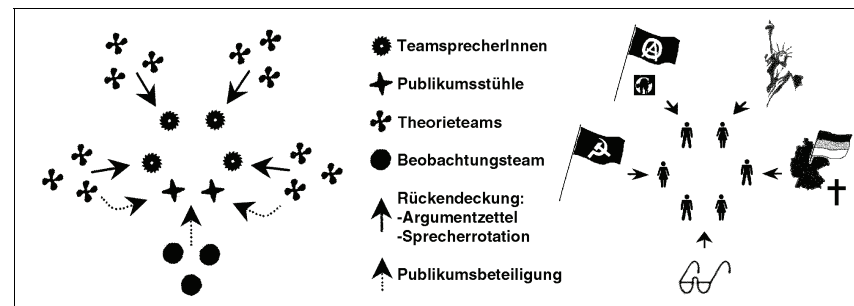 TeamsprecherInnen
Publikumsstühle
Theorieteams
Beobachtungsteam
Rückendeckung:
-Argumentzettel
-Sprecherrotation
Publikumsbeteiligung